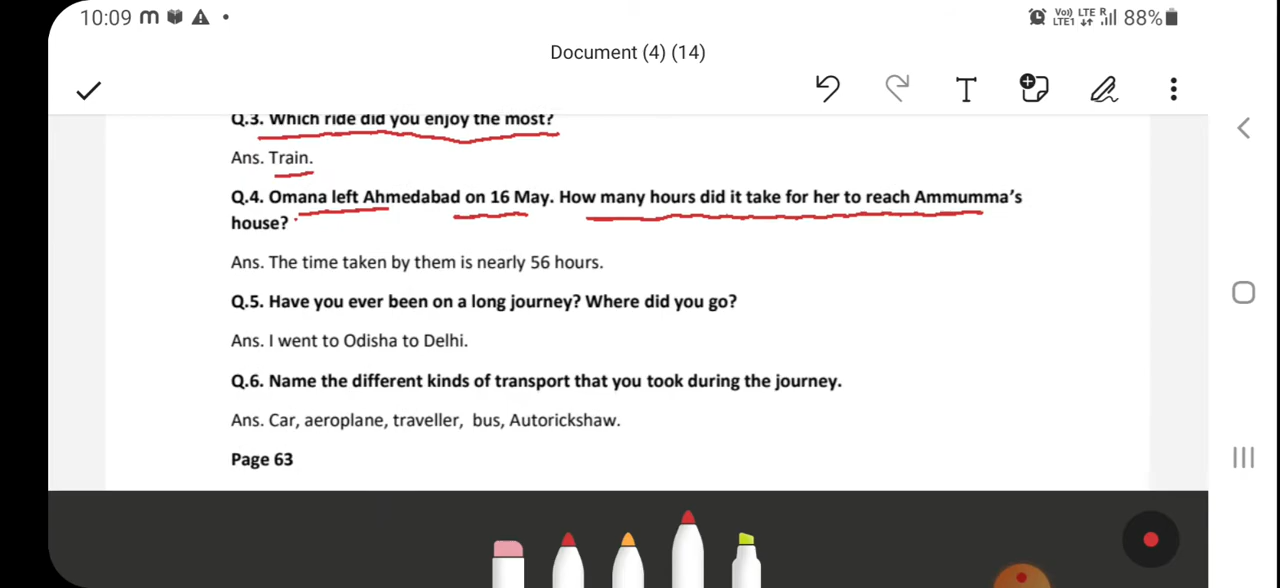 10:09 m
Vo)) LTE R
LTE1 88%
Document (4) (14)
T
Q.3. Which ride did you enjoy the most?
Ans. Train.
Q.4. Omana left Ahmedabad on 16 May. How many hours did it take for her to reach Ammumma's
house?
Ans. The time taken by them is nearly 56 hours.
Q.5. Have you ever been on a long journey? Where did you go?
Ans. I went to Odisha to Delhi.
Q.6. Name the different kinds of transport that you took during the journey.
Ans. Car, aeroplane, traveller, bus, Autorickshaw.
Page 63